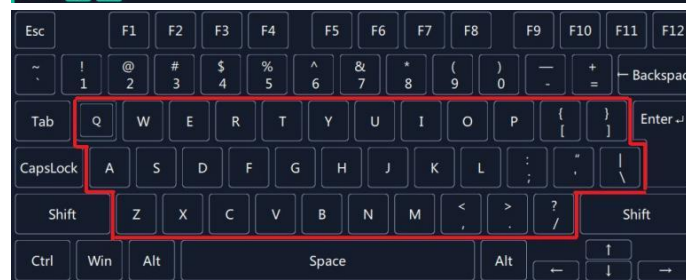 Esc F1 F2 F3 F4 F5 F6 F7 F8 F9 F10 F11 F12
~ ! @ # $ % ^ & * ( ) — +
` 1 2 3 4 5 6 7 8 9 0 - = ← Backspac
Tab Q W E R T Y U I O P { } Enter ↵
[ ]
CapsLock A S D F G H J K L : " |
; ' \
Shift Z X C V B N M < > ? Shift
, . /
Ctrl Win Alt Space Alt ↑
← ↓ →